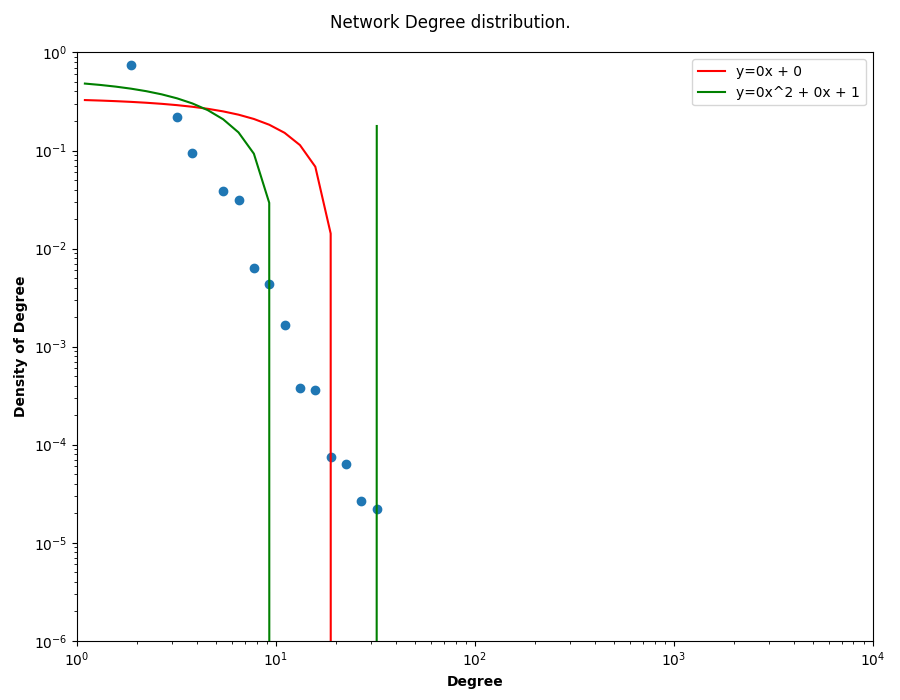 Network Degree distribution.
y=0x + 0
y=0x^2 + 0x + 1
Density of Degree
10^0
10^-1
10^-2
10^-3
10^-4
10^-5
10^-6
10^0 10^1 10^2 10^3 10^4
Degree